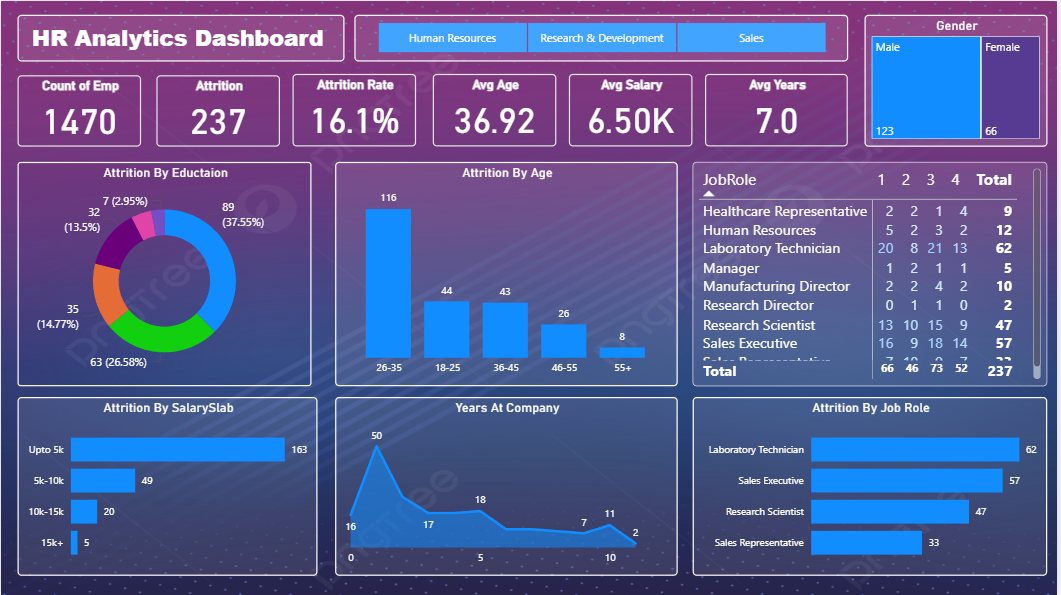 HR Analytics Dashboard
Human Resources
Research & Development
Sales
Gender
Male
Female
123
66
Count of Emp
1470
Attrition
237
Attrition Rate
16.1%
Avg Age
36.92
Avg Salary
6.50K
Avg Years
7.0
Attrition By Eductaion
7 (2.95%)
89
(37.55%)
32
(13.5%)
35
(14.77%)
63 (26.58%)
Attrition By Age
116
44
43
26
8
26-35 18-25 36-45 46-55 55+
JobRole 1 2 3 4 Total
Healthcare Representative 2 2 1 4 9
Human Resources 5 2 3 2 12
Laboratory Technician 20 8 21 13 62
Manager 1 2 1 1 5
Manufacturing Director 2 2 4 2 10
Research Director 0 1 1 0 2
Research Scientist 13 10 15 9 47
Sales Executive 16 9 18 14 57
Total 66 46 73 52 237
Attrition By SalarySlab
Upto 5k 163
5k-10k 49
10k-15k 20
15k+ 5
Years At Company
50
16
17
18
7
11
2
0 5 10
Attrition By Job Role
Laboratory Technician 62
Sales Executive 57
Research Scientist 47
Sales Representative 33